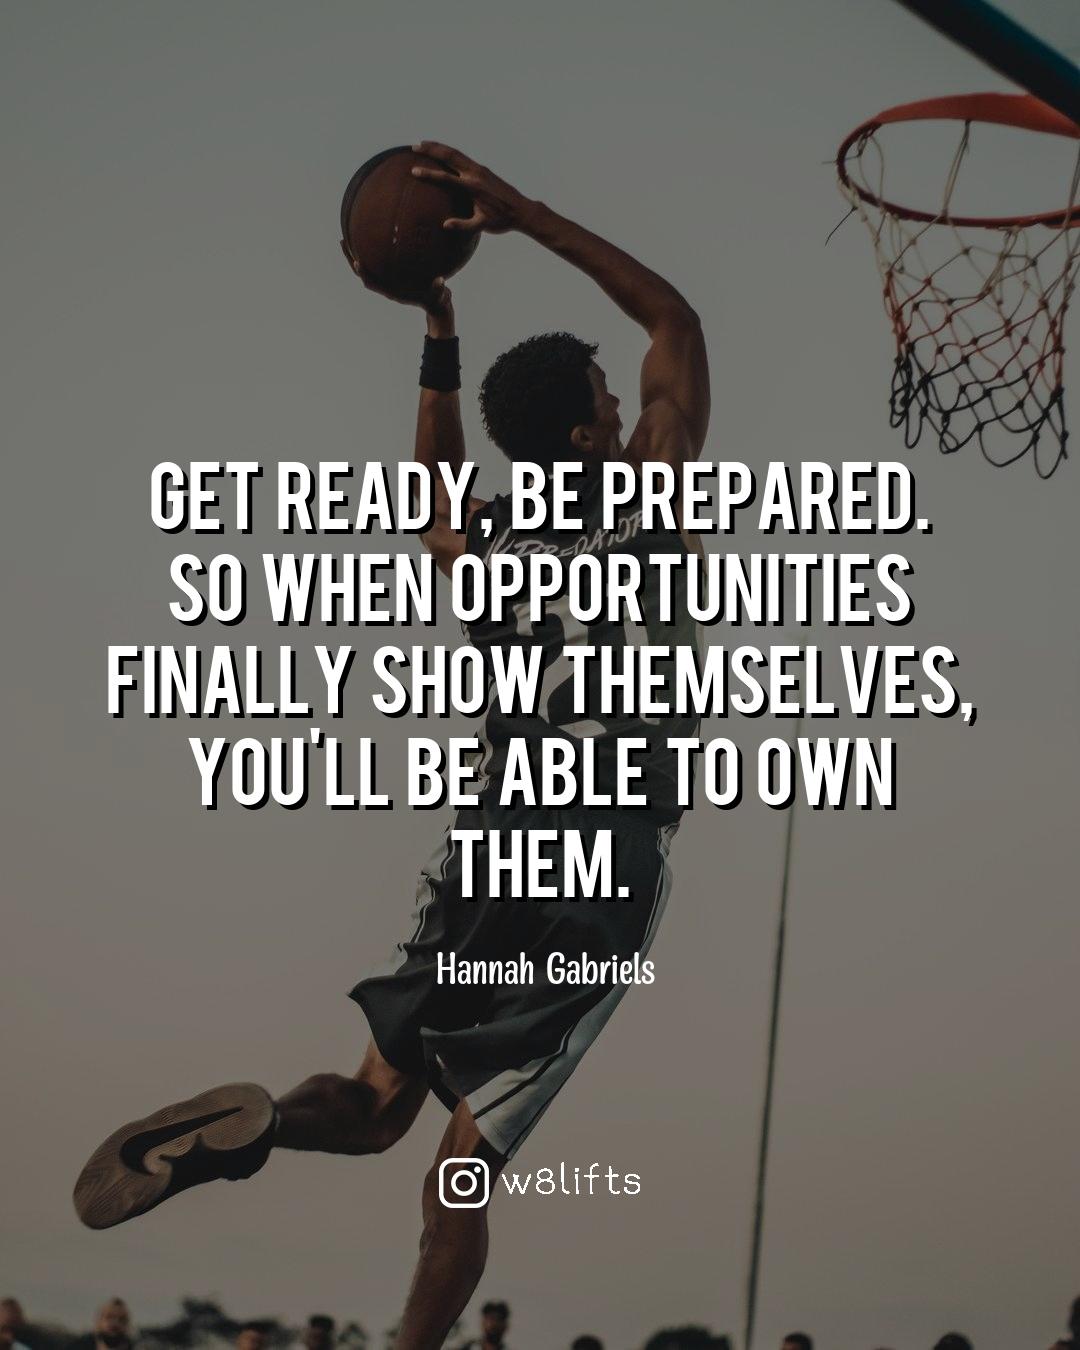 GET READY, BE PREPARED.
SO WHEN OPPORTUNITIES
FINALLY SHOW THEMSELVES,
YOU'LL BE ABLE TO OWN
THEM.
PREDATOR
Hannah Gabriels
w8lifts